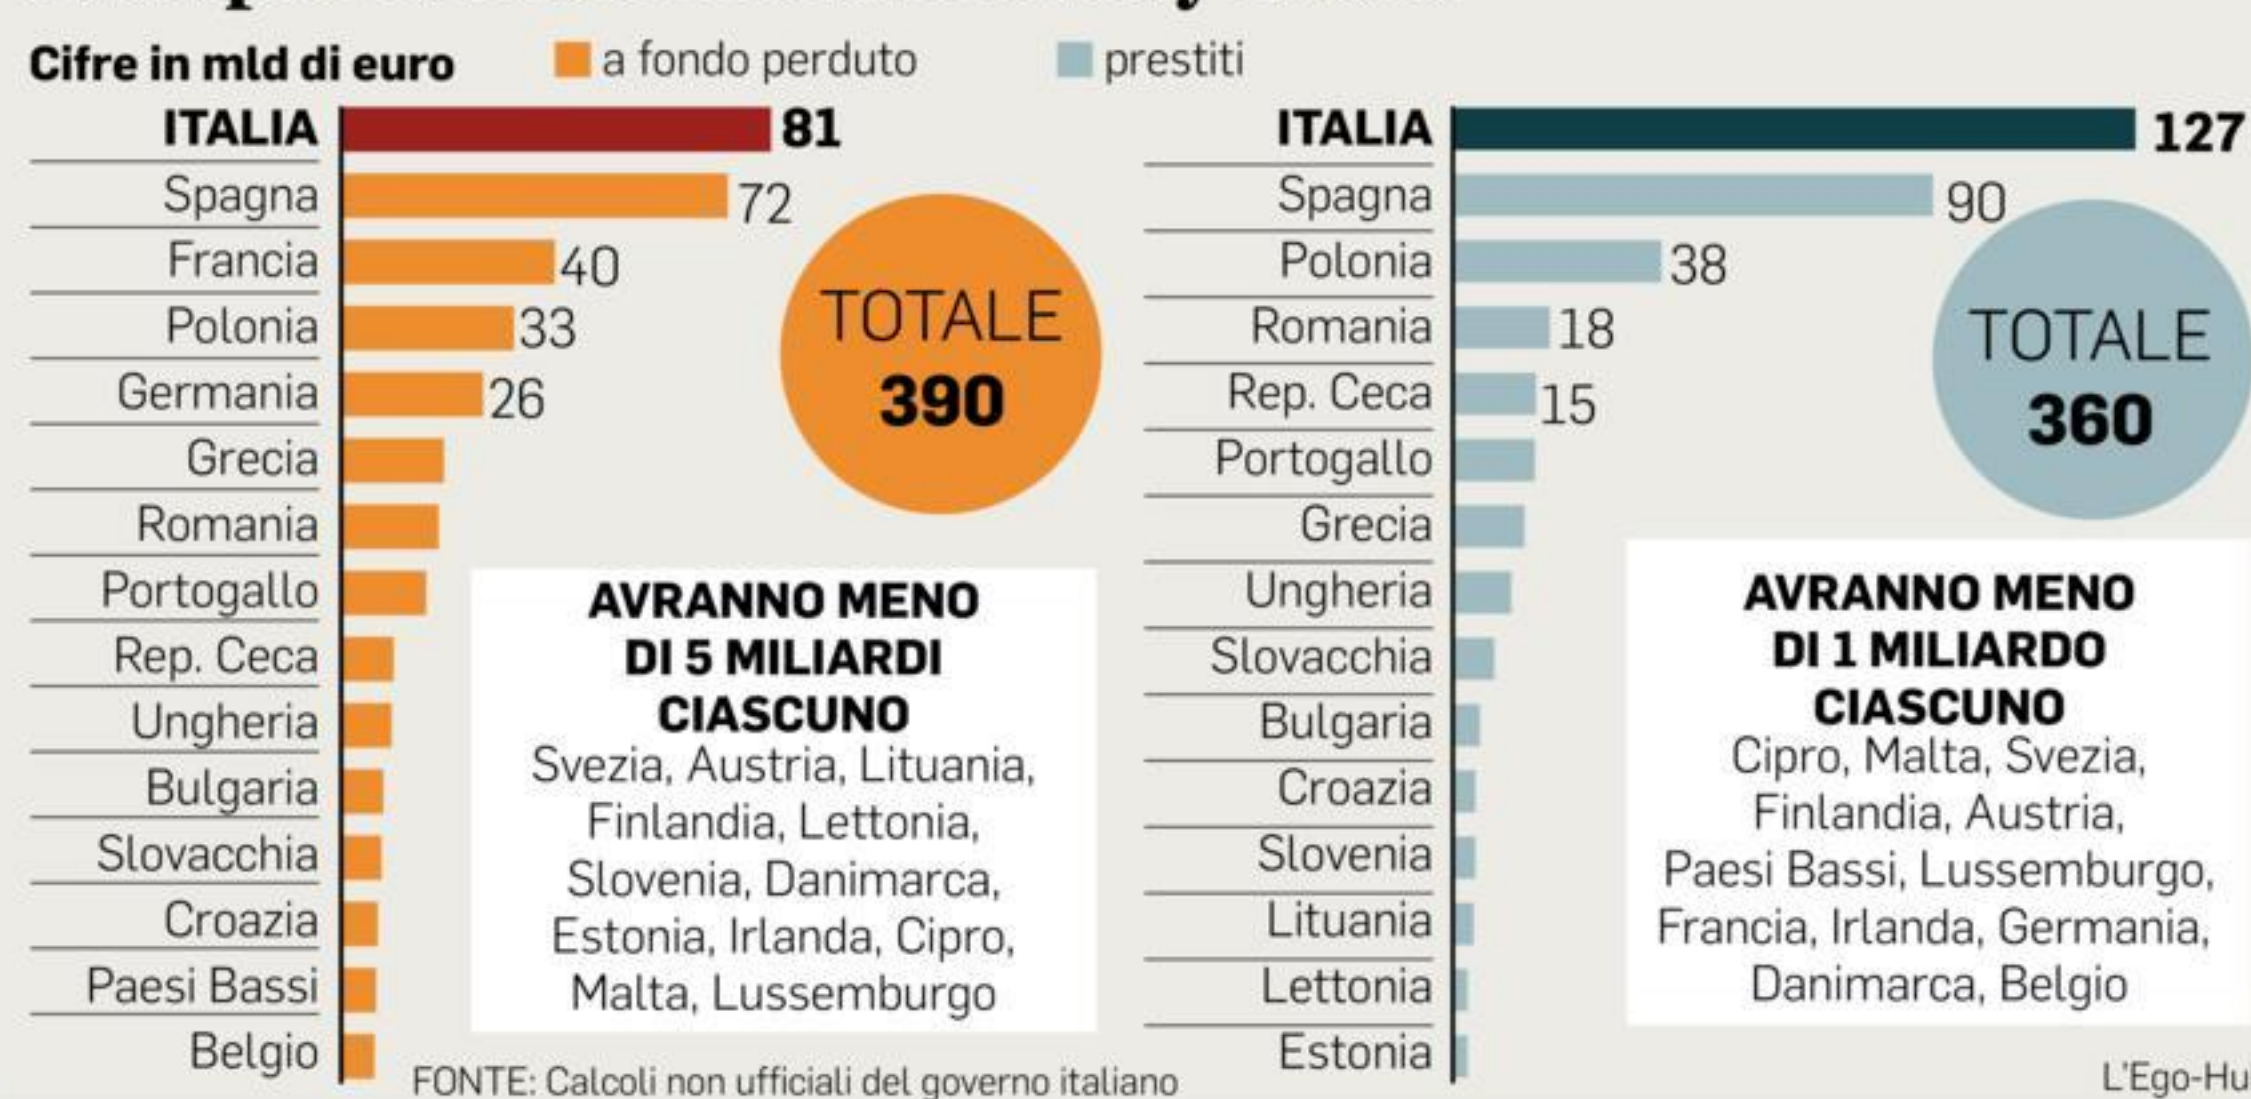 Cifre in mld di euro
a fondo perduto
prestiti
ITALIA 81
Spagna 72
Francia 40
Polonia 33
Germania 26
Grecia
Romania
Portogallo
Rep. Ceca
Ungheria
Bulgaria
Slovacchia
Croazia
Paesi Bassi
Belgio
TOTALE
390
AVRANNO MENO
DI 5 MILIARDI
CIASCUNO
Svezia, Austria, Lituania,
Finlandia, Lettonia,
Slovenia, Danimarca,
Estonia, Irlanda, Cipro,
Malta, Lussemburgo
ITALIA 127
Spagna 90
Polonia 38
Romania 18
Rep. Ceca 15
Portogallo
Grecia
Ungheria
Slovacchia
Bulgaria
Croazia
Slovenia
Lituania
Lettonia
Estonia
TOTALE
360
AVRANNO MENO
DI 1 MILIARDO
CIASCUNO
Cipro, Malta, Svezia,
Finlandia, Austria,
Paesi Bassi, Lussemburgo,
Francia, Irlanda, Germania,
Danimarca, Belgio
FONTE: Calcoli non ufficiali del governo italiano
L'Ego-Hu